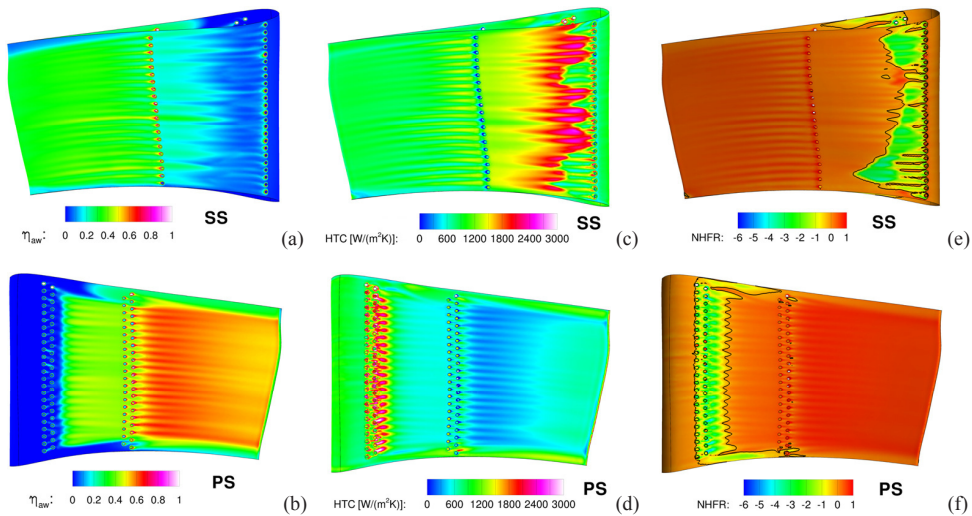 SS
η_aw: 0 0.2 0.4 0.6 0.8 1
(a)
SS
HTC [W/(m²K)]: 0 600 1200 1800 2400 3000
(c)
SS
NHFR: -6 -5 -4 -3 -2 -1 0 1
(e)
PS
η_aw: 0 0.2 0.4 0.6 0.8 1
(b)
PS
HTC [W/(m²K)]: 0 600 1200 1800 2400 3000
(d)
PS
NHFR: -6 -5 -4 -3 -2 -1 0 1
(f)